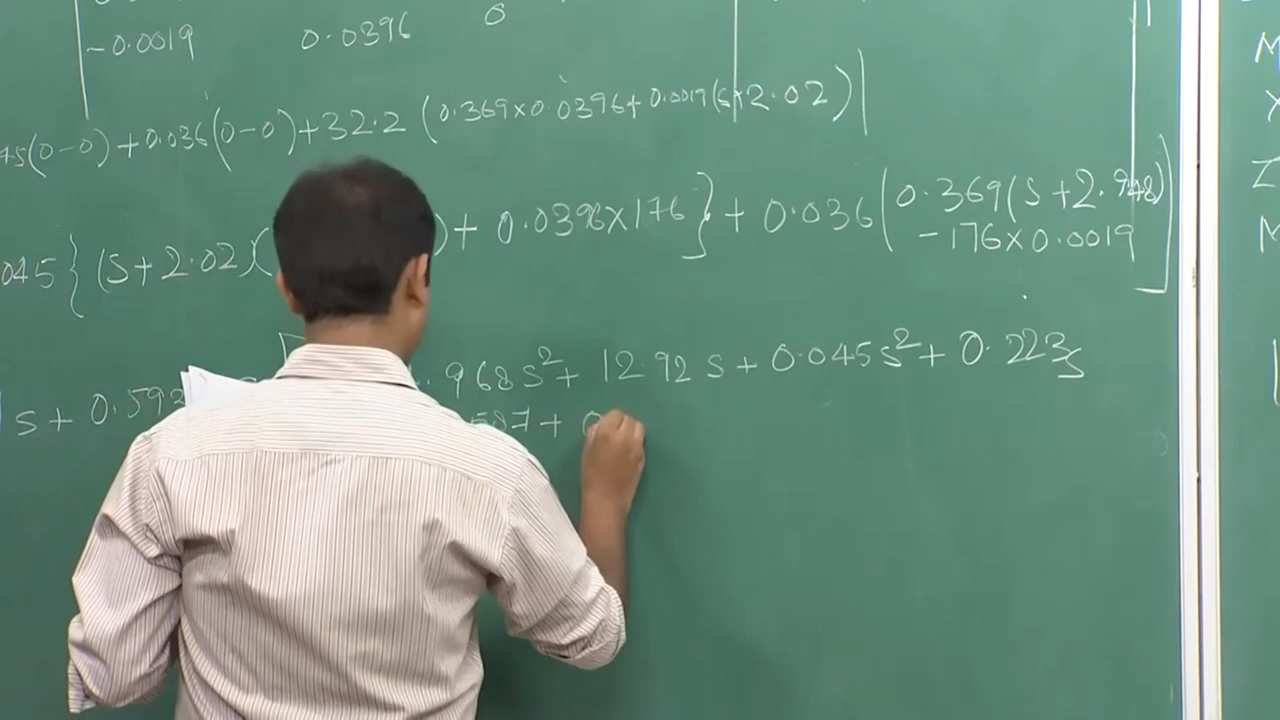 -0.0019 0.0396 0
45(0-0)+0.036(0-0)+32.2 (0.369×0.0396+0.0019(s+2.02)
045{(s+2.02)( )+ 0.0396×176}+ 0.036(0.369(s+2.948)
-176×0.0019
s+ 0.592 .968s²+ 12.92 s+ 0.045s²+ 0.223s
587+ 0
M
Z
M